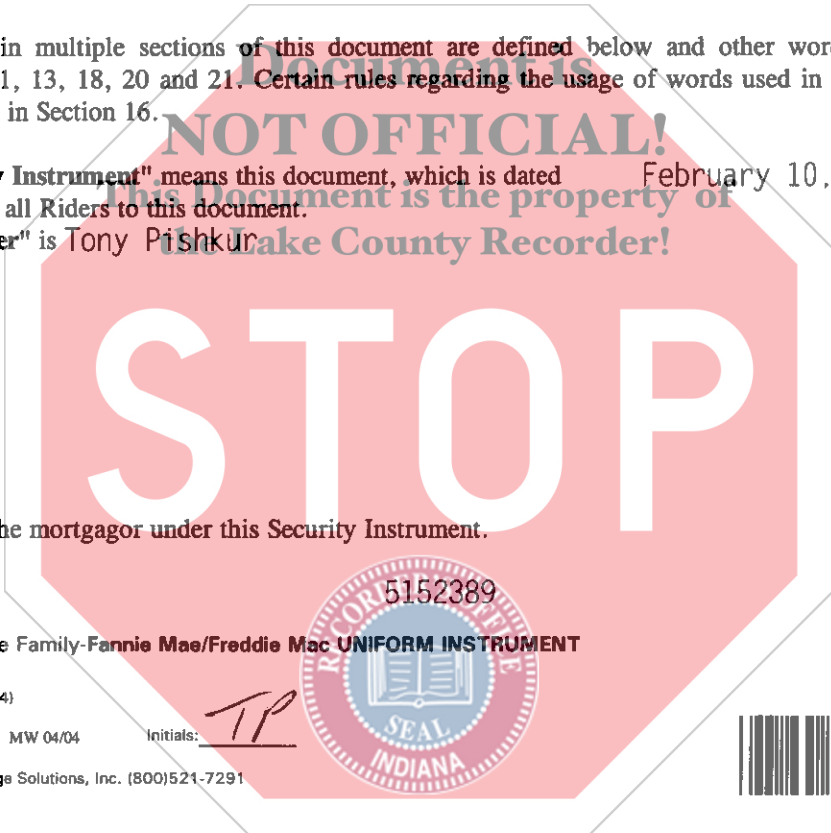 in multiple sections of this document are defined below and other wor
1, 13, 18, 20 and 21. Certain rules regarding the usage of words used in
in Section 16.
Document is
NOT OFFICIAL!
This Document is the property of
the Lake County Recorder!
Instrument" means this document, which is dated February 10,
all Riders to this document.
er" is Tony Pishkur
STOP
he mortgagor under this Security Instrument.
5152389
e Family-Fannie Mae/Freddie Mac UNIFORM INSTRUMENT
4)
MW 04/04 Initials: TP
ge Solutions, Inc. (800)521-7291
RECORDER'S OFFICE
SEAL
INDIANA